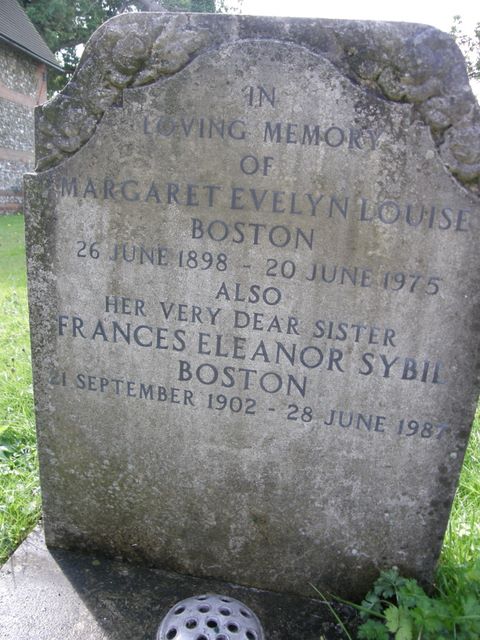 IN
LOVING MEMORY
OF
MARGARET EVELYN LOUISE
BOSTON
26 JUNE 1898 - 20 JUNE 1975
ALSO
HER VERY DEAR SISTER
FRANCES ELEANOR SYBIL
BOSTON
21 SEPTEMBER 1902 - 28 JUNE 1987